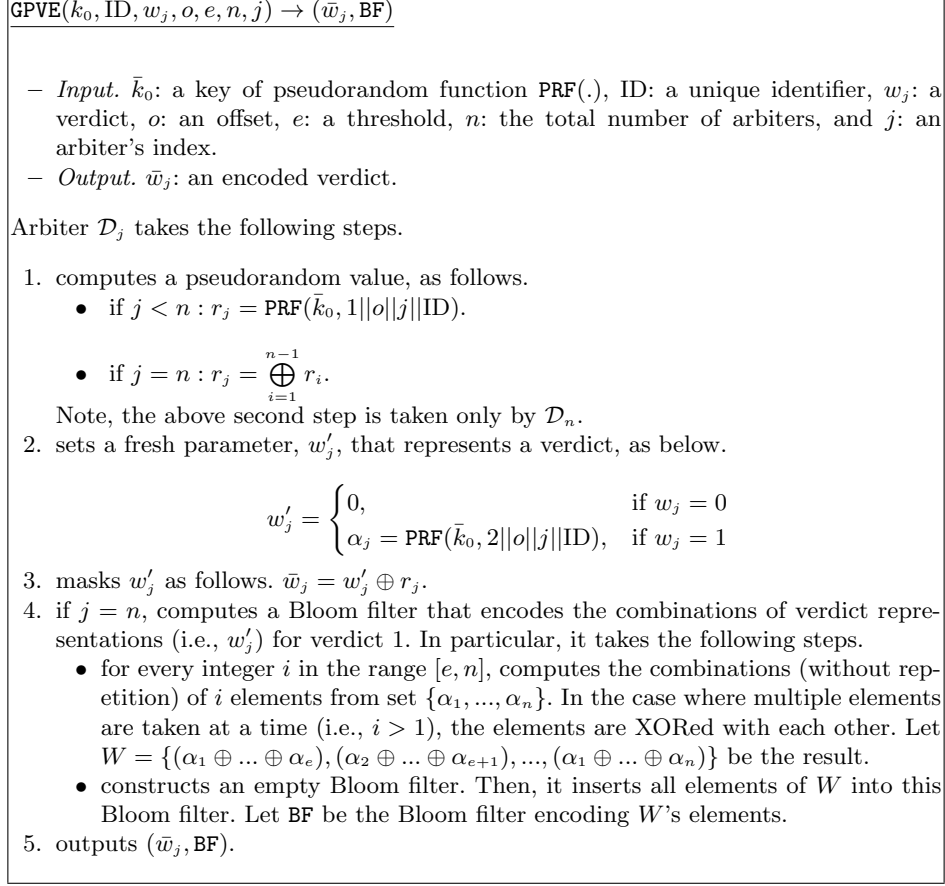 GPVE(k₀, ID, wⱼ, o, e, n, j) → (w̄ⱼ, BF)
– Input. k̄₀: a key of pseudorandom function PRF(.), ID: a unique identifier, wⱼ: a
verdict, o: an offset, e: a threshold, n: the total number of arbiters, and j: an
arbiter's index.
– Output. w̄ⱼ: an encoded verdict.
Arbiter 𝒟ⱼ takes the following steps.
1. computes a pseudorandom value, as follows.
• if j < n : rⱼ = PRF(k̄₀, 1||o||j||ID).
• if j = n : rⱼ = ⊕_{i=1}^{n−1} rᵢ.
Note, the above second step is taken only by 𝒟ₙ.
2. sets a fresh parameter, w′ⱼ, that represents a verdict, as below.
w′ⱼ = { 0, if wⱼ = 0
αⱼ = PRF(k̄₀, 2||o||j||ID), if wⱼ = 1
3. masks w′ⱼ as follows. w̄ⱼ = w′ⱼ ⊕ rⱼ.
4. if j = n, computes a Bloom filter that encodes the combinations of verdict repre-
sentations (i.e., w′ⱼ) for verdict 1. In particular, it takes the following steps.
• for every integer i in the range [e, n], computes the combinations (without rep-
etition) of i elements from set {α₁, ..., αₙ}. In the case where multiple elements
are taken at a time (i.e., i > 1), the elements are XORed with each other. Let
W = {(α₁ ⊕ ... ⊕ αₑ), (α₂ ⊕ ... ⊕ αₑ₊₁), ..., (α₁ ⊕ ... ⊕ αₙ)} be the result.
• constructs an empty Bloom filter. Then, it inserts all elements of W into this
Bloom filter. Let BF be the Bloom filter encoding W's elements.
5. outputs (w̄ⱼ, BF).